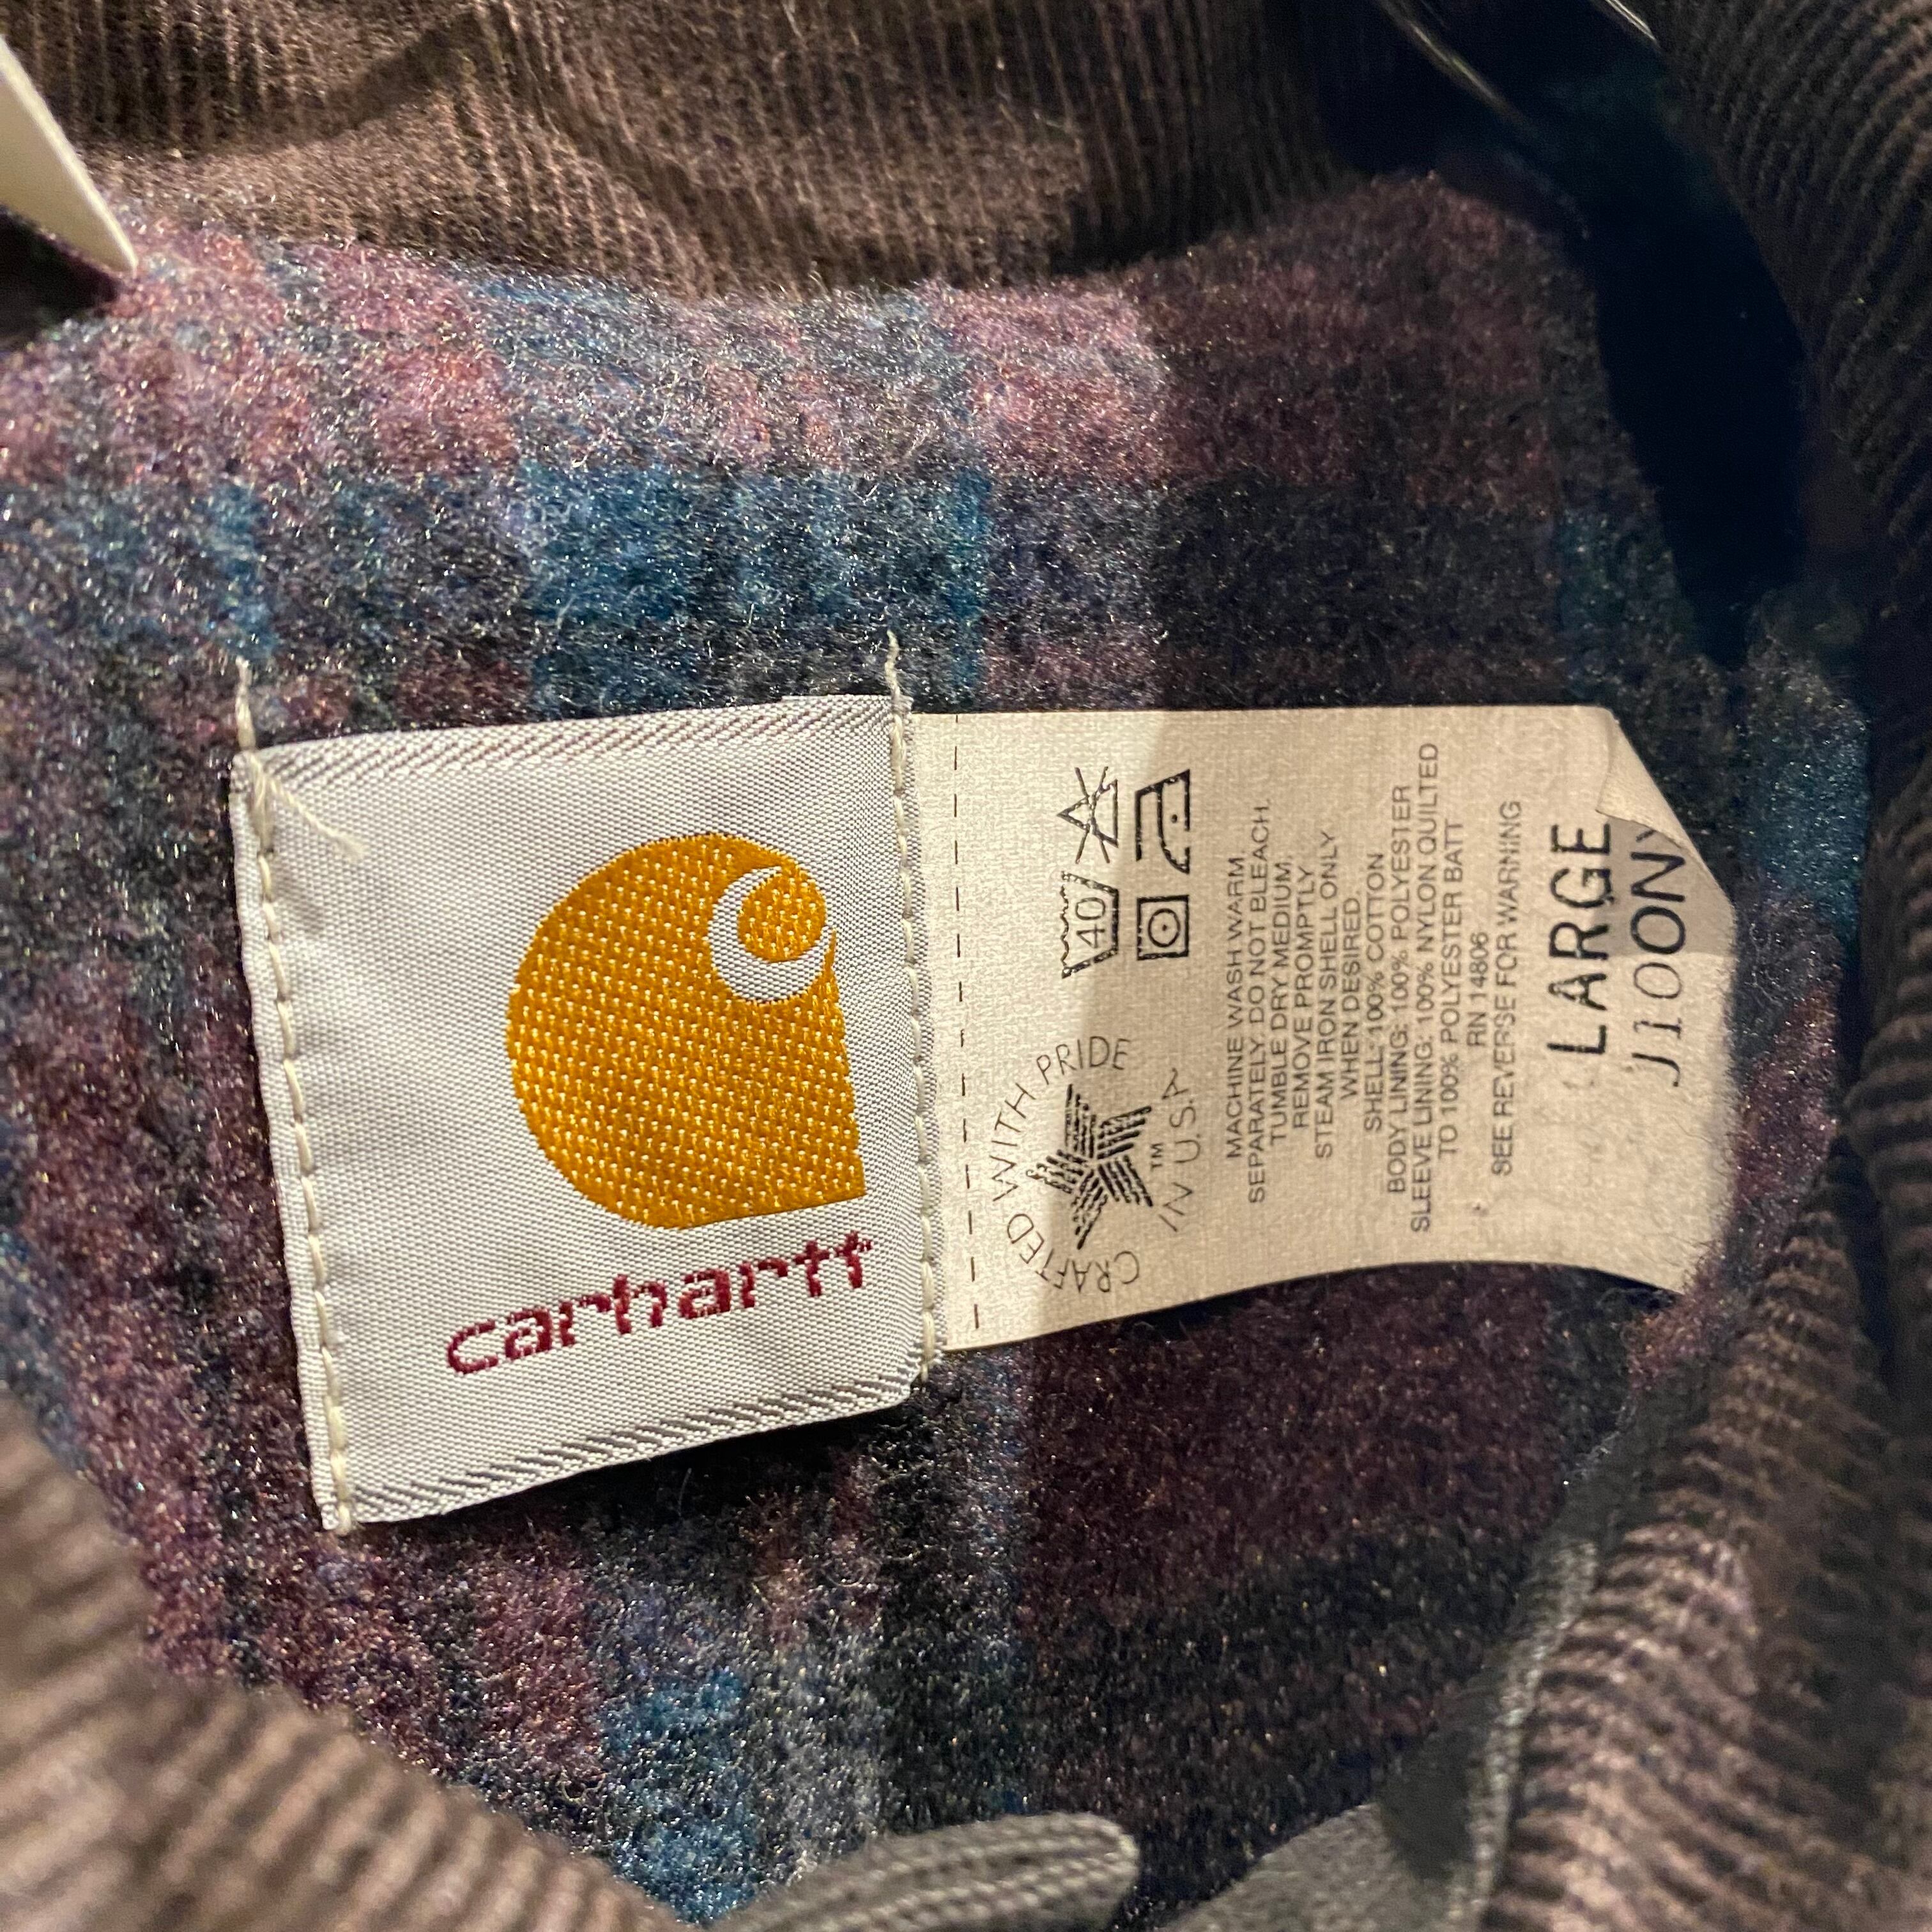 carhartt
CRAFTED WITH PRIDE
IN U.S.A
TM
40
MACHINE WASH WARM
SEPARATELY. DO NOT BLEACH.
TUMBLE DRY MEDIUM,
REMOVE PROMPTLY
STEAM IRON SHELL ONLY
WHEN DESIRED.
SHELL: 100% COTTON
BODY LINING: 100% POLYESTER
SLEEVE LINING: 100% NYLON QUILTED
TO 100% POLYESTER BATT
RN 14806
SEE REVERSE FOR WARNING
LARGE
J100NY